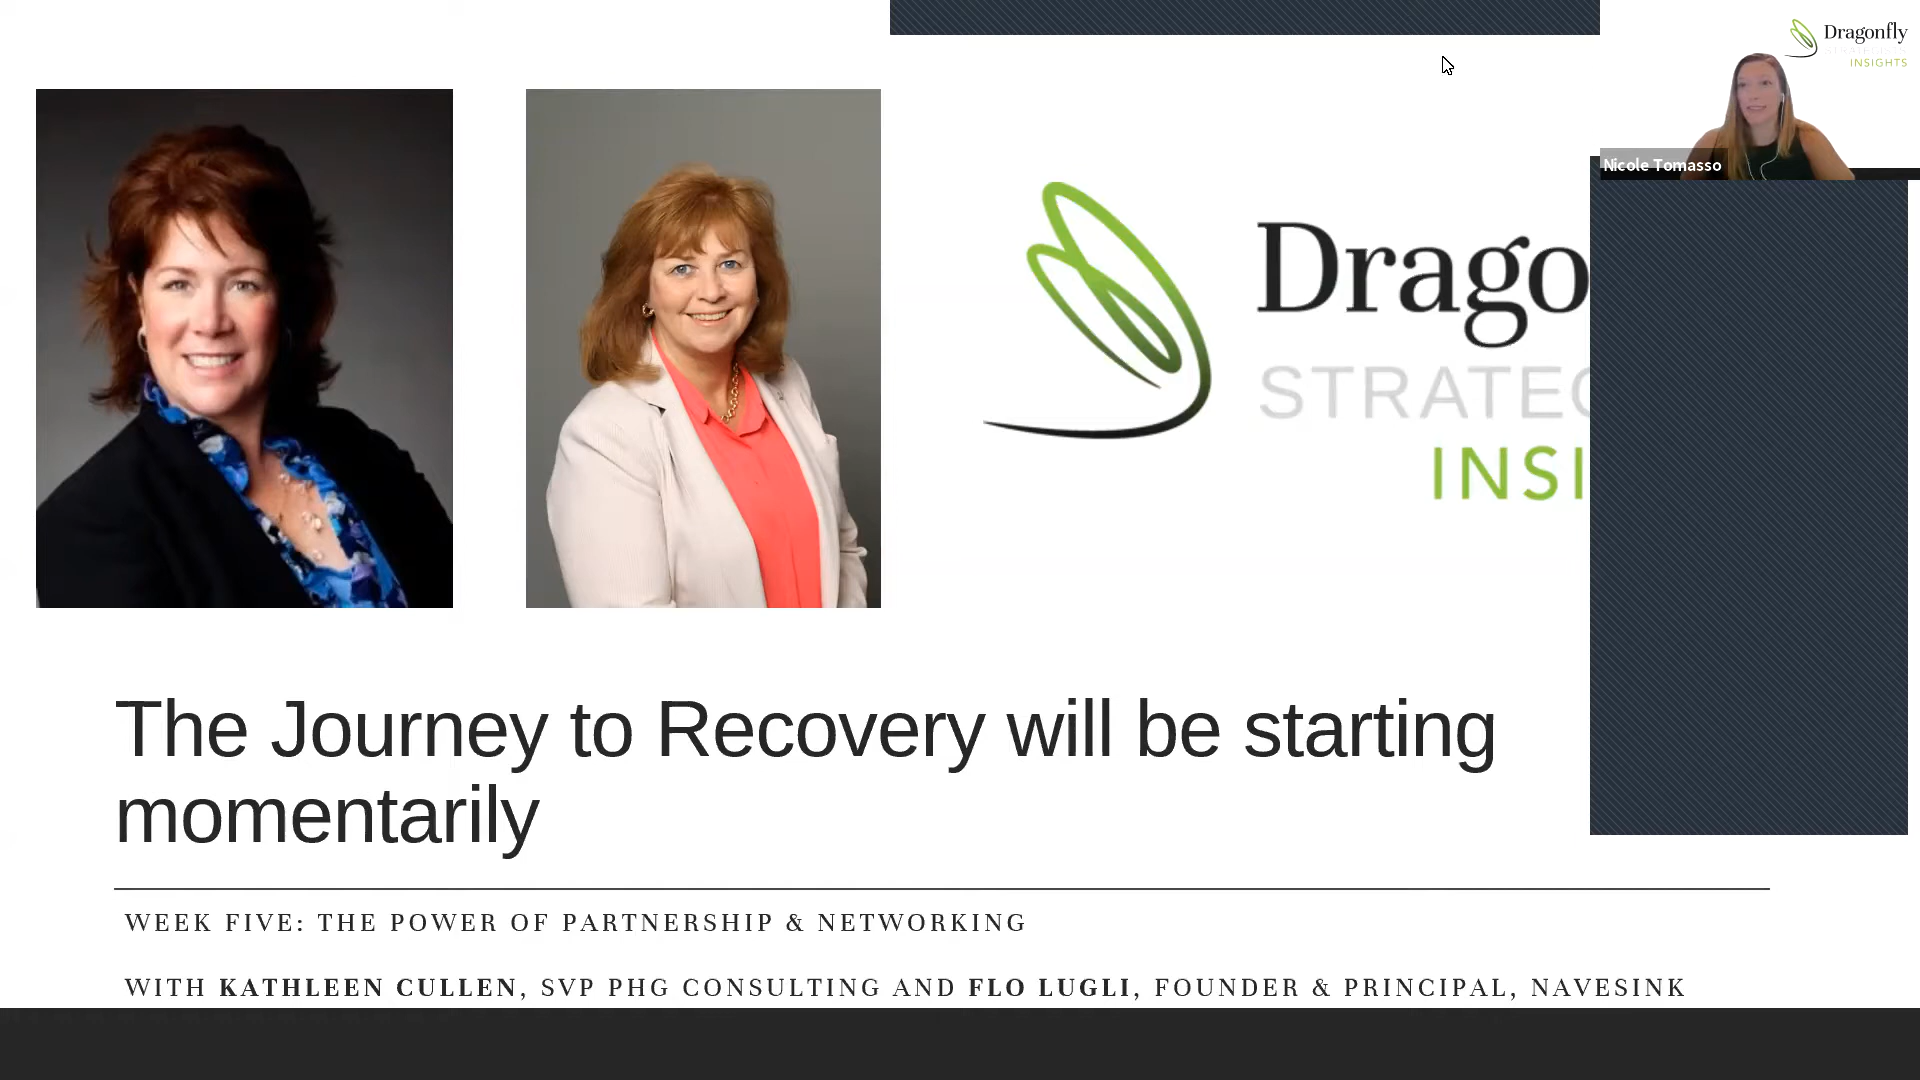 Dragonfly
STRATEGISTS
INSIGHTS
Nicole Tomasso
Drago
STRATEG
INSI
The Journey to Recovery will be starting
momentarily
WEEK FIVE: THE POWER OF PARTNERSHIP & NETWORKING
WITH KATHLEEN CULLEN, SVP PHG CONSULTING AND FLO LUGLI, FOUNDER & PRINCIPAL, NAVESINK